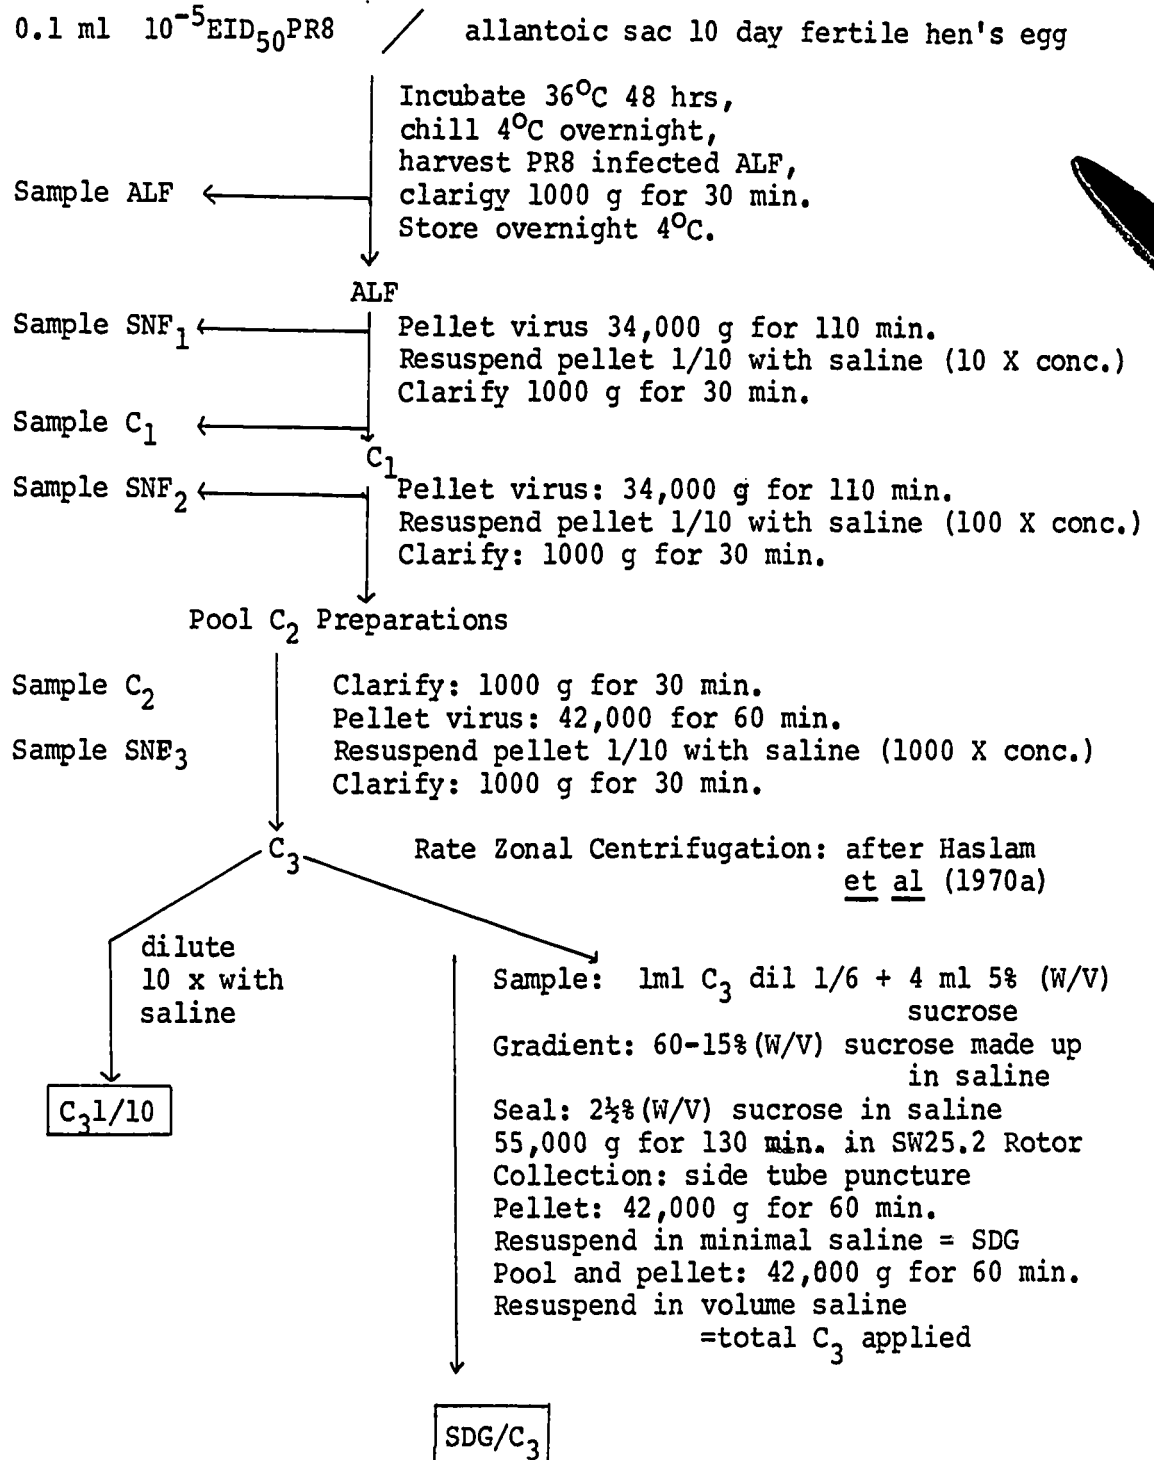 0.1 ml 10⁻⁵EID₅₀PR8 / allantoic sac 10 day fertile hen's egg
Incubate 36°C 48 hrs,
chill 4°C overnight,
harvest PR8 infected ALF,
Sample ALF
clarigy 1000 g for 30 min.
Store overnight 4°C.
ALF
Sample SNF₁
Pellet virus 34,000 g for 110 min.
Resuspend pellet 1/10 with saline (10 X conc.)
Clarify 1000 g for 30 min.
Sample C₁
C₁
Sample SNF₂
Pellet virus: 34,000 g for 110 min.
Resuspend pellet 1/10 with saline (100 X conc.)
Clarify: 1000 g for 30 min.
Pool C₂ Preparations
Sample C₂
Clarify: 1000 g for 30 min.
Pellet virus: 42,000 for 60 min.
Sample SNF₃
Resuspend pellet 1/10 with saline (1000 X conc.)
Clarify: 1000 g for 30 min.
C₃
Rate Zonal Centrifugation: after Haslam
et al (1970a)
dilute
10 x with
saline
C₃1/10
Sample: 1ml C₃ dil 1/6 + 4 ml 5% (W/V)
sucrose
Gradient: 60-15%(W/V) sucrose made up
in saline
Seal: 2½%(W/V) sucrose in saline
55,000 g for 130 min. in SW25.2 Rotor
Collection: side tube puncture
Pellet: 42,000 g for 60 min.
Resuspend in minimal saline = SDG
Pool and pellet: 42,000 g for 60 min.
Resuspend in volume saline
=total C₃ applied
SDG/C₃